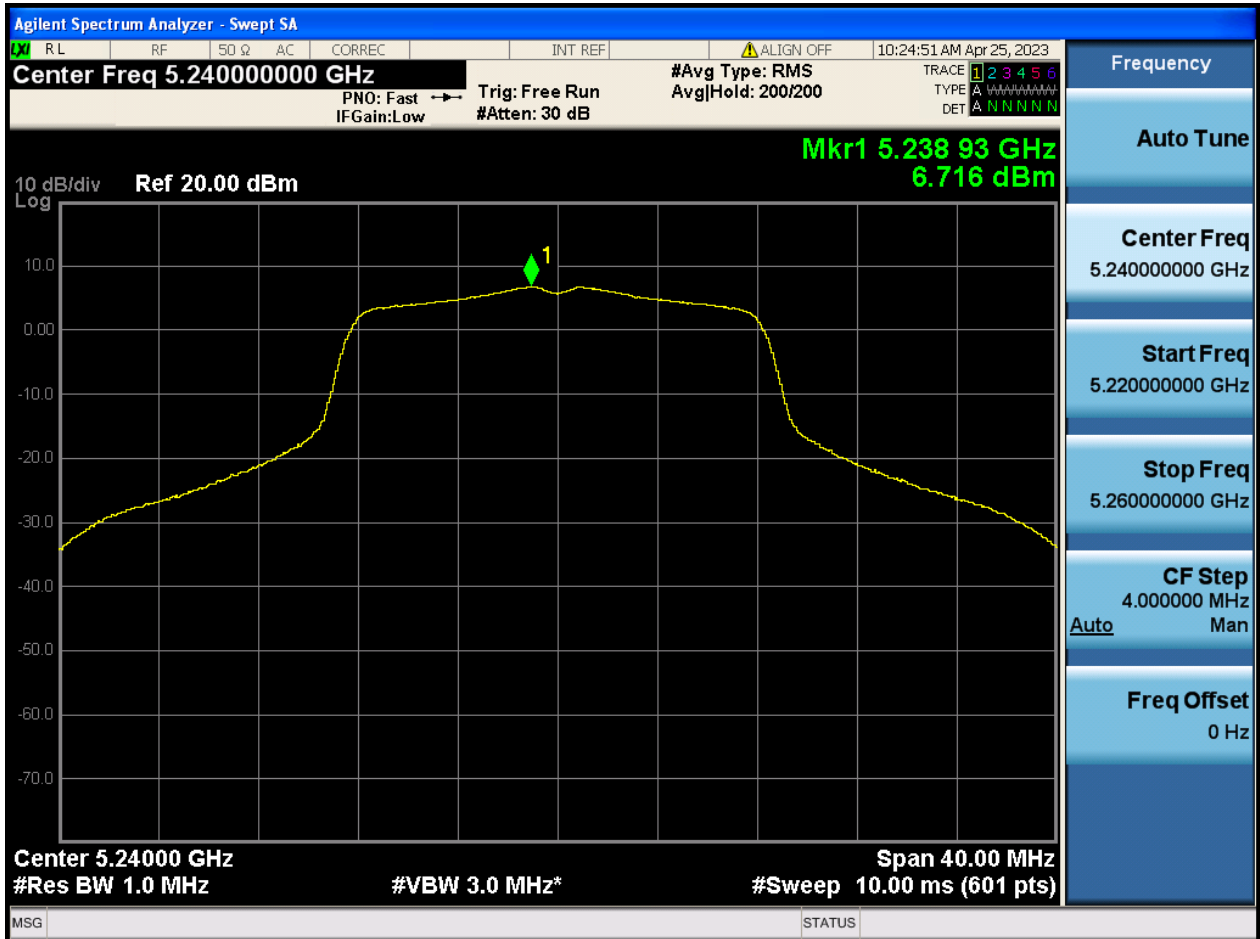 Agilent Spectrum Analyzer - Swept SA
LXI RL RF 50 Ω AC CORREC INT REF ALIGN OFF 10:24:51 AM Apr 25, 2023
Center Freq 5.240000000 GHz
PNO: Fast
IFGain:Low
Trig: Free Run
#Atten: 30 dB
#Avg Type: RMS
Avg|Hold: 200/200
TRACE 1 2 3 4 5 6
TYPE A WWWWW
DET A N N N N N
Mkr1 5.238 93 GHz
6.716 dBm
10 dB/div Ref 20.00 dBm
Log
1
10.0
0.00
-10.0
-20.0
-30.0
-40.0
-50.0
-60.0
-70.0
Center 5.24000 GHz Span 40.00 MHz
#Res BW 1.0 MHz #VBW 3.0 MHz* #Sweep 10.00 ms (601 pts)
MSG STATUS
Frequency
Auto Tune
Center Freq
5.240000000 GHz
Start Freq
5.220000000 GHz
Stop Freq
5.260000000 GHz
CF Step
4.000000 MHz
Auto Man
Freq Offset
0 Hz